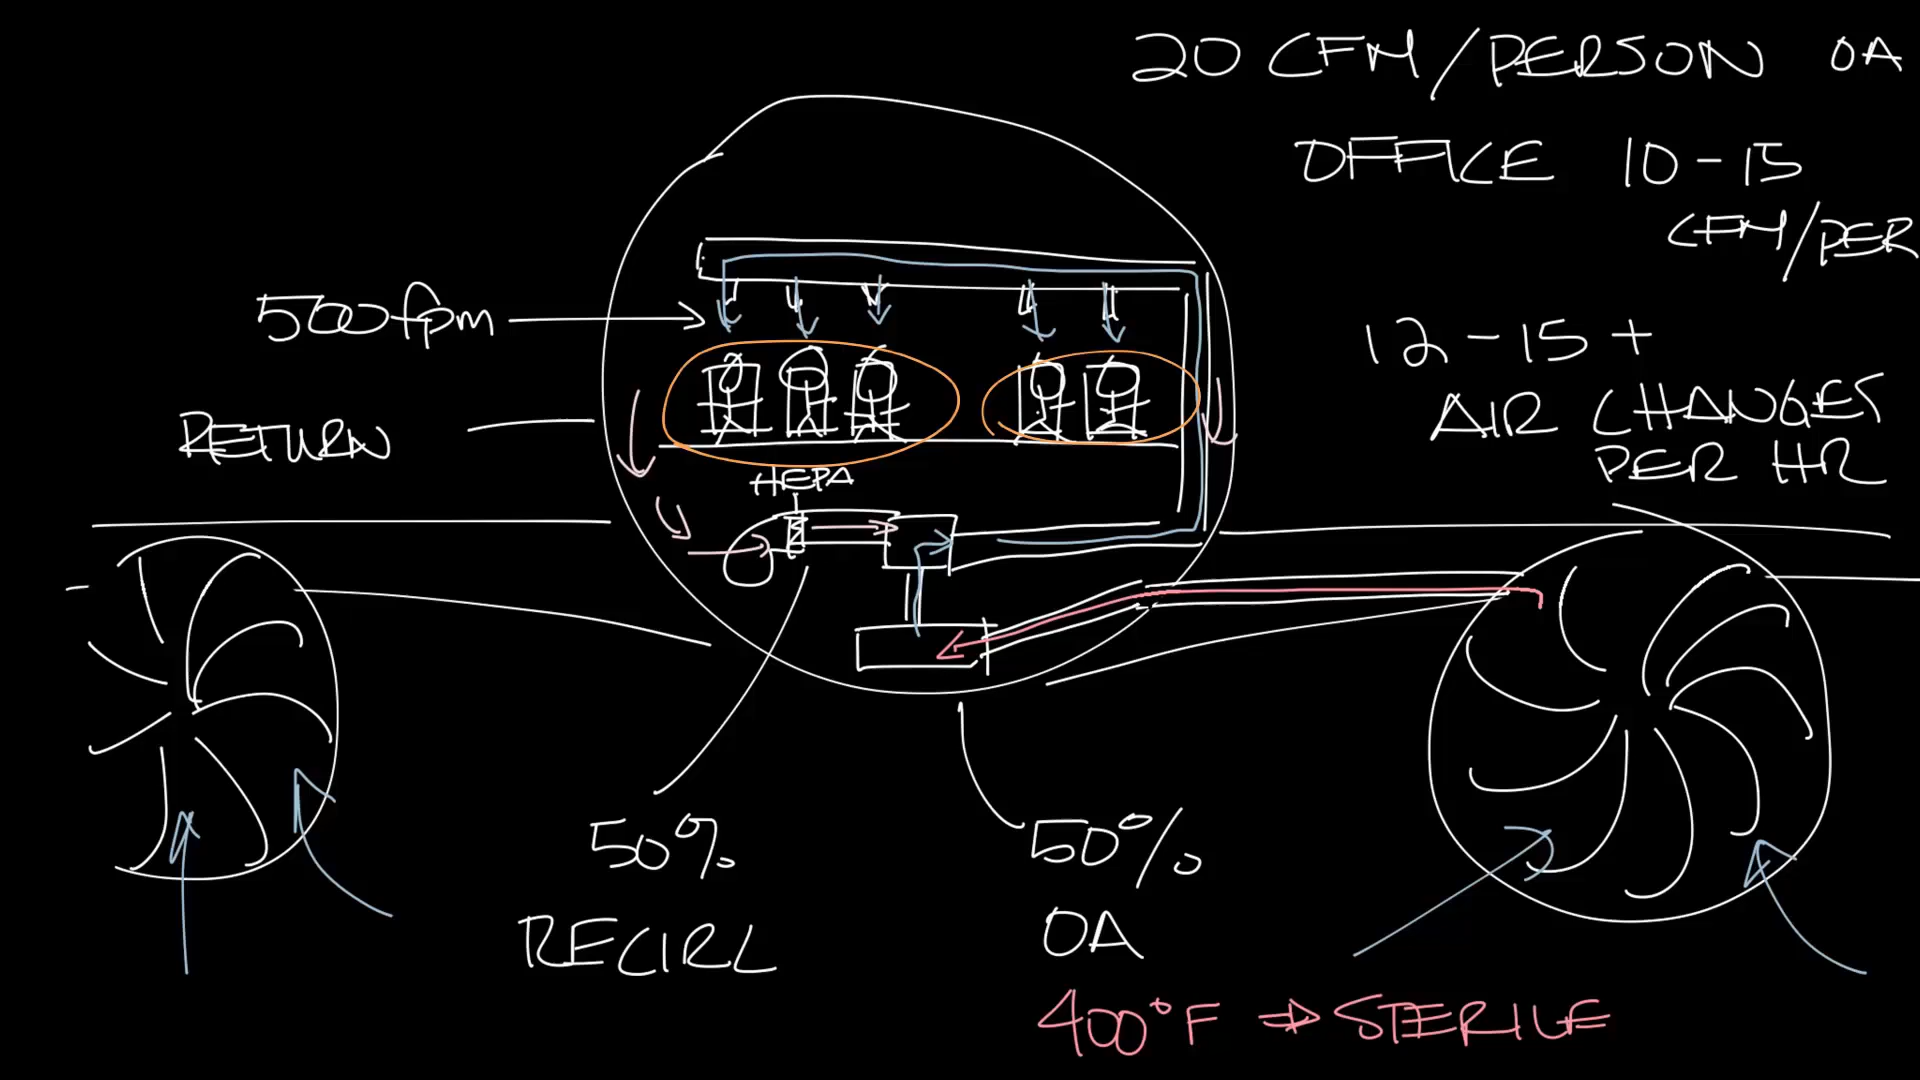 20 CFM/PERSON OA
OFFICE 10-15
CFM/PER
500fpm
12-15+
AIR CHANGES
PER HR
RETURN
HEPA
50%
RECIRL
50%
OA
400°F ⇒ STERILE